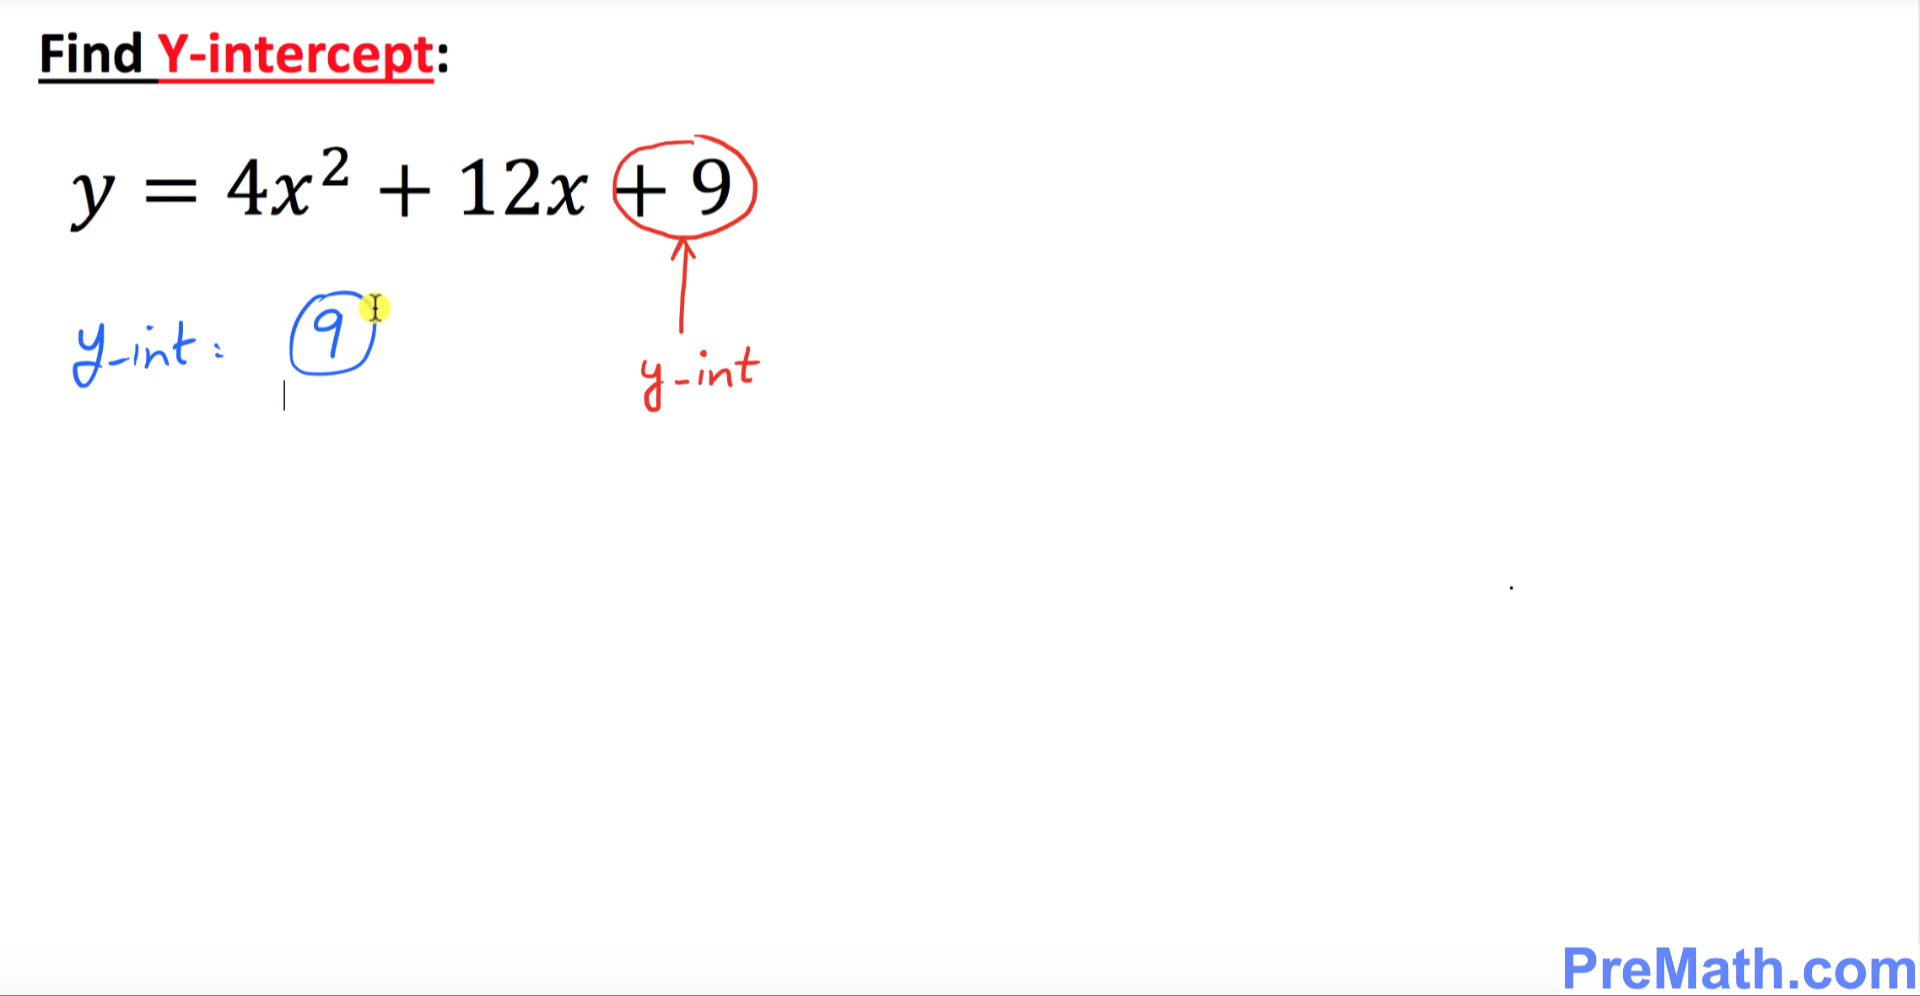 Find Y-intercept:
y = 4x² + 12x + 9
y-int : 9
y-int
PreMath.com